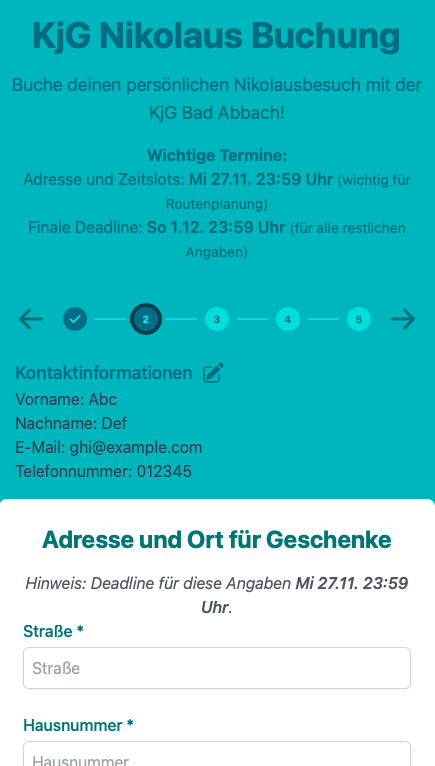 KjG Nikolaus Buchung
Buche deinen persönlichen Nikolausbesuch mit der
KjG Bad Abbach!
Wichtige Termine:
Adresse und Zeitslots: Mi 27.11. 23:59 Uhr (wichtig für
Routenplanung)
Finale Deadline: So 1.12. 23:59 Uhr (für alle restlichen
Angaben)
2 3 4 5
Kontaktinformationen
Vorname: Abc
Nachname: Def
E-Mail: ghi@example.com
Telefonnummer: 012345
Adresse und Ort für Geschenke
Hinweis: Deadline für diese Angaben Mi 27.11. 23:59
Uhr.
Straße *
Straße
Hausnummer *
Hausnummer